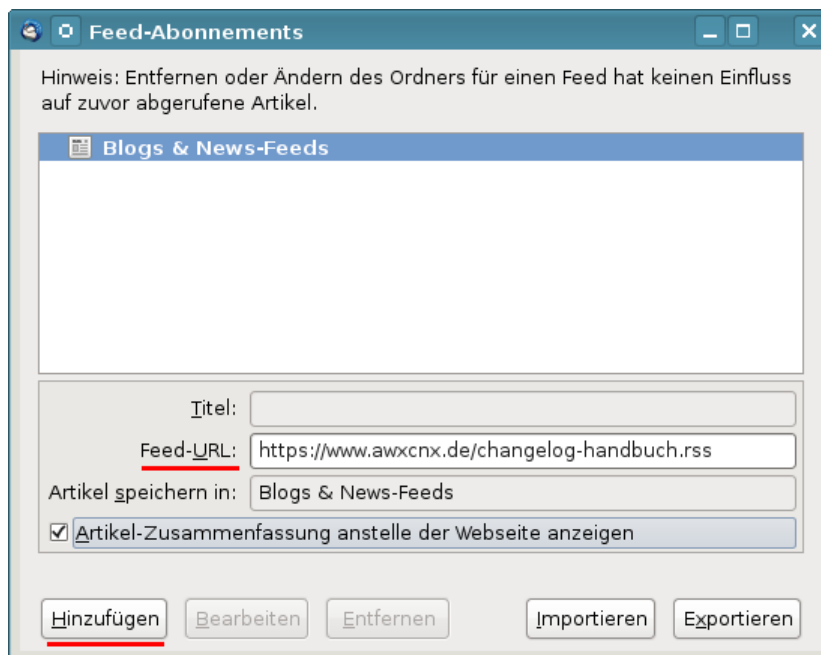 Feed-Abonnements
Hinweis: Entfernen oder Ändern des Ordners für einen Feed hat keinen Einfluss
auf zuvor abgerufene Artikel.
Blogs & News-Feeds
Titel:
Feed-URL: https://www.awxcnx.de/changelog-handbuch.rss
Artikel speichern in: Blogs & News-Feeds
Artikel-Zusammenfassung anstelle der Webseite anzeigen
Hinzufügen Bearbeiten Entfernen Importieren Exportieren